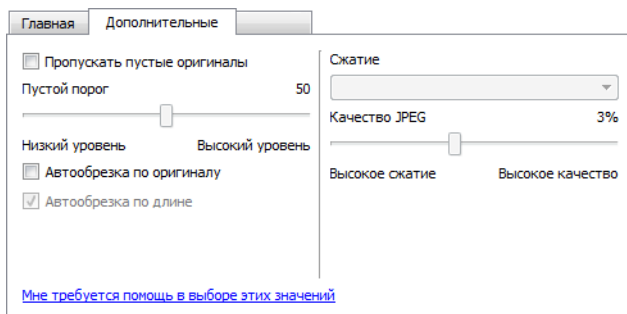 Главная
Дополнительные
Пропускать пустые оригиналы
Пустой порог 50
Низкий уровень Высокий уровень
Автообрезка по оригиналу
Автообрезка по длине
Сжатие
Качество JPEG 3%
Высокое сжатие Высокое качество
Мне требуется помощь в выборе этих значений